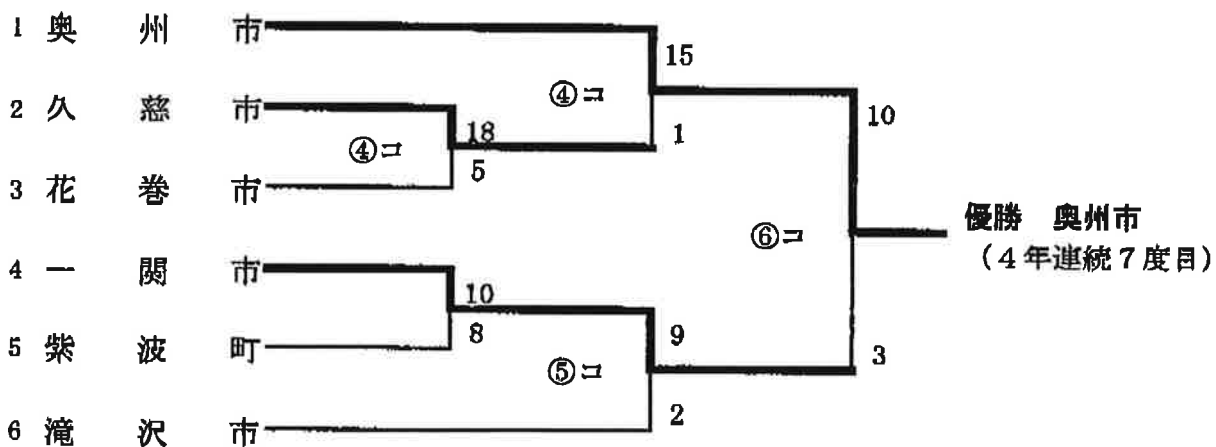 1 奥州市
15
④コ
10
2 久慈市
18
1
④コ
5
3 花巻市
優勝 奥州市
⑥コ
(4年連続7度目)
4 一関市
10
8
9
5 紫波町
3
⑤コ
2
6 滝沢市